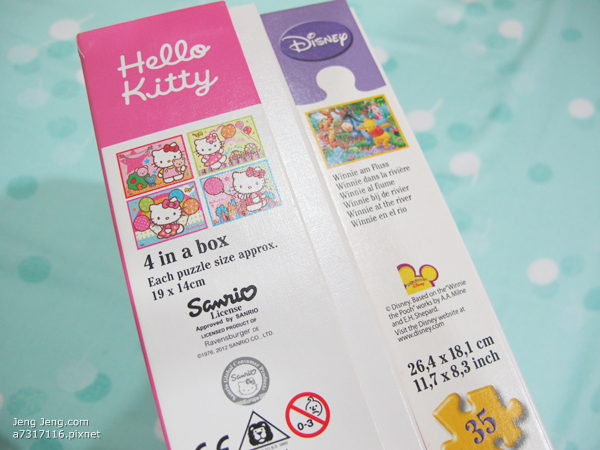 Hello
Kitty
4 in a box
Each puzzle size approx.
19 x 14cm
Sanrio
License
Approved by SANRIO
LICENSED PRODUCT OF
Ravensburger DE
©1976, 2012 SANRIO CO., LTD.
Sanrio
0-3
Disney
Winnie am Fluss
Winnie dans la rivière
Winnie al fiume
Winnie bij de rivier
Winnie at the river
Winnie en el rio
© Disney. Based on the "Winnie
the Pooh" works by A.A. Milne
and E.H. Shepard.
Visit the Disney website at
www.disney.com
26,4 x 18,1 cm
11,7 x 8,3 inch
35
Jeng Jeng.com
a7317116.pixnet